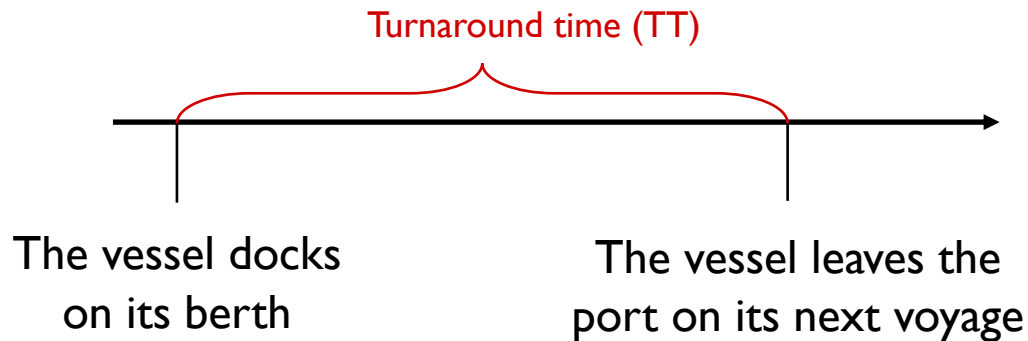 Turnaround time (TT)
The vessel docks
on its berth
The vessel leaves the
port on its next voyage